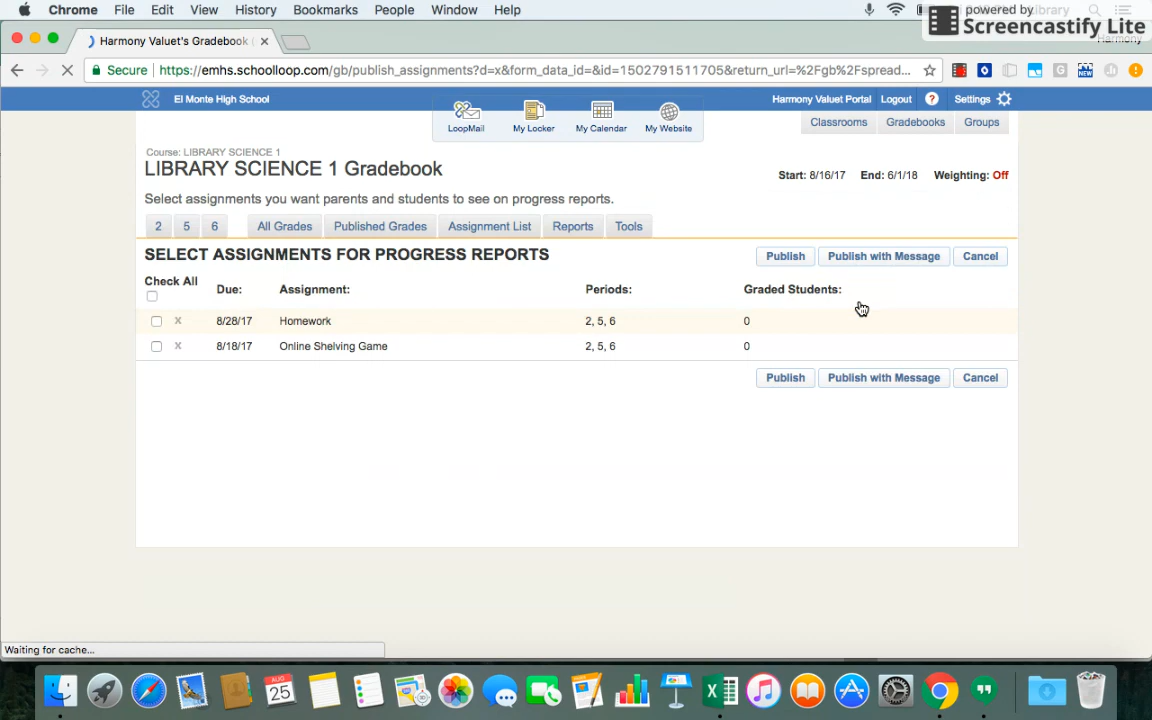 Chrome File Edit View History Bookmarks People Window Help
powered by
Screencastify Lite
Harmony Valuet's Gradebook
Harmony
Secure https://emhs.schoolloop.com/gb/publish_assignments?d=x&form_data_id=&id=1502791511705&return_url=%2Fgb%2Fspread...
El Monte High School
LoopMail My Locker My Calendar My Website
Harmony Valuet Portal Logout ? Settings
Classrooms Gradebooks Groups
Course: LIBRARY SCIENCE 1
LIBRARY SCIENCE 1 Gradebook
Start: 8/16/17 End: 6/1/18 Weighting: Off
Select assignments you want parents and students to see on progress reports.
2 5 6 All Grades Published Grades Assignment List Reports Tools
SELECT ASSIGNMENTS FOR PROGRESS REPORTS
Publish Publish with Message Cancel
Check All Due: Assignment: Periods: Graded Students:
x 8/28/17 Homework 2, 5, 6 0
x 8/18/17 Online Shelving Game 2, 5, 6 0
Publish Publish with Message Cancel
Waiting for cache...
AUG
25